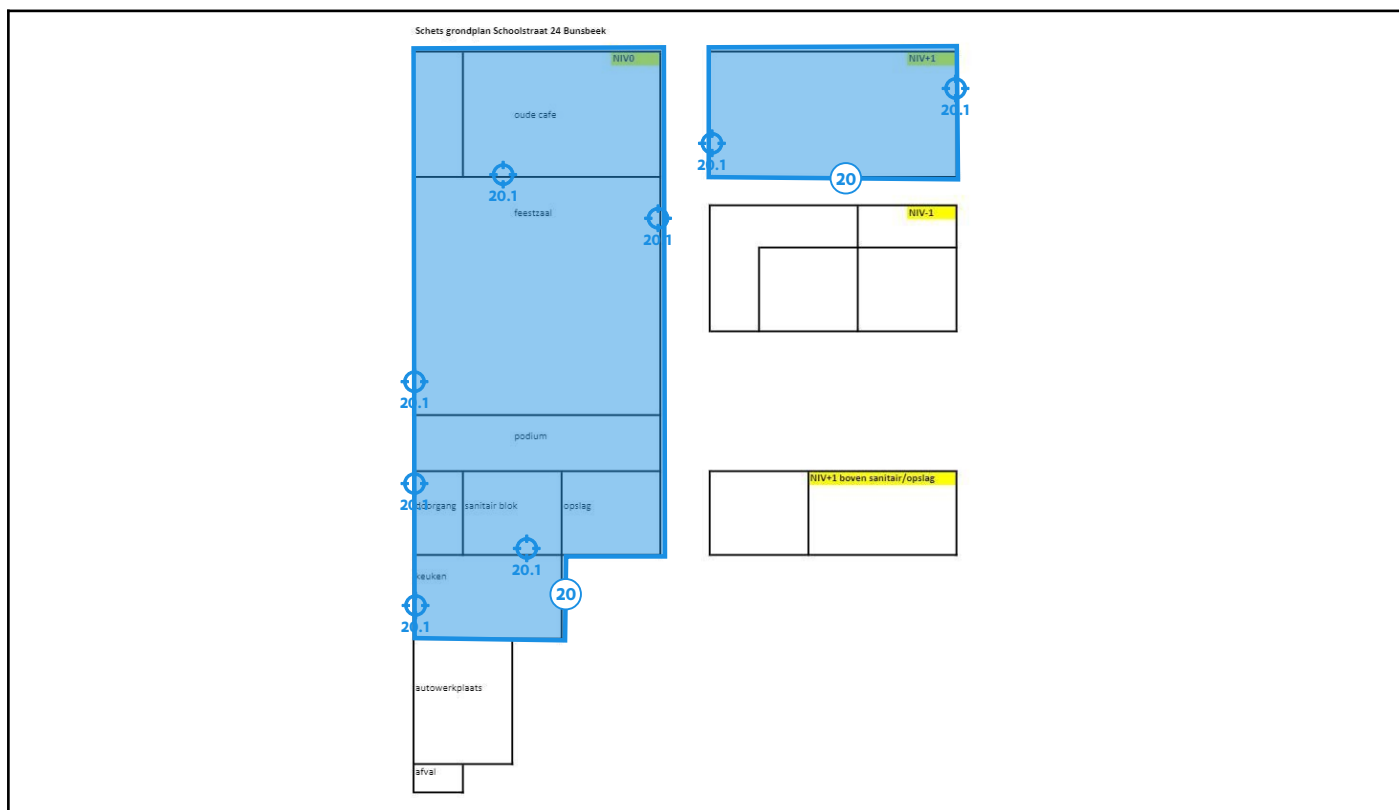 Schets grondplan Schoolstraat 24 Bunsbeek
NIV0
NIV+1
oude cafe
20.1
20.1
20.1
20
feestzaal
NIV-1
20.1
20.1
podium
NIV+1 boven sanitair/opslag
20.1
doorgang
sanitair blok
opslag
20.1
keuken
20
20.1
autowerkplaats
afval